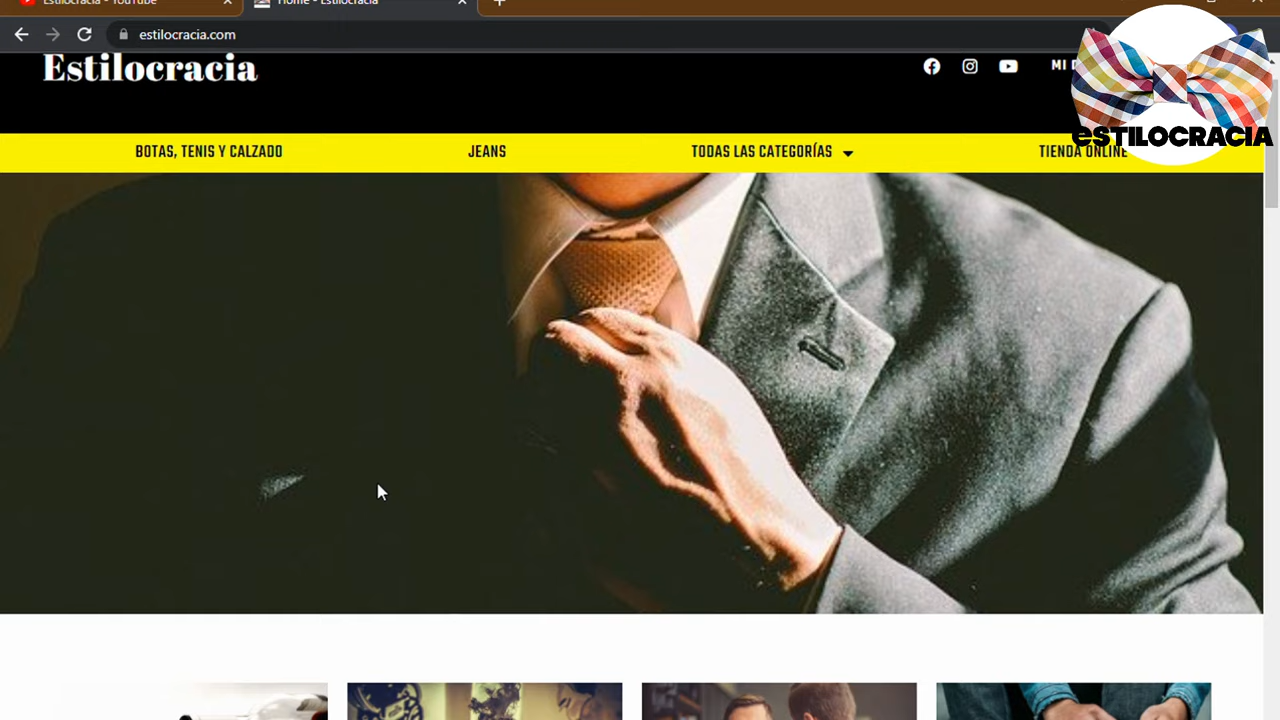 Estilocracia - YouTube
Home - Estilocracia
estilocracia.com
Estilocracia
MI
ESTILOCRACIA
BOTAS, TENIS Y CALZADO
JEANS
TODAS LAS CATEGORÍAS
TIENDA ONLINE